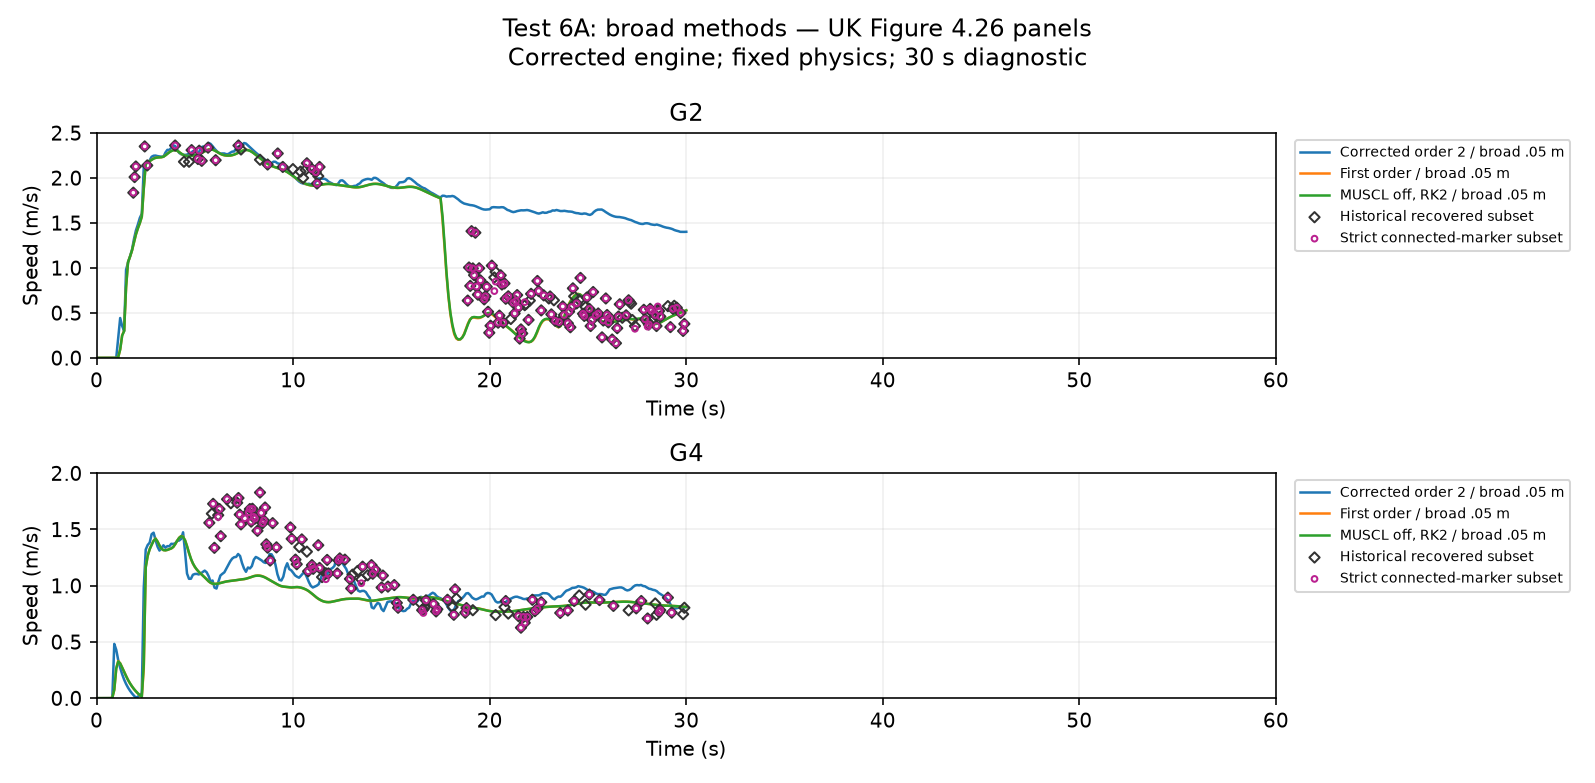 Test 6A: broad methods — UK Figure 4.26 panels
Corrected engine; fixed physics; 30 s diagnostic
G2
Speed (m/s)
2.5
2.0
1.5
1.0
0.5
0.0
0
10
20
30
40
50
60
Time (s)
Corrected order 2 / broad .05 m
First order / broad .05 m
MUSCL off, RK2 / broad .05 m
Historical recovered subset
Strict connected-marker subset
G4
Speed (m/s)
2.0
1.5
1.0
0.5
0.0
0
10
20
30
40
50
60
Time (s)
Corrected order 2 / broad .05 m
First order / broad .05 m
MUSCL off, RK2 / broad .05 m
Historical recovered subset
Strict connected-marker subset